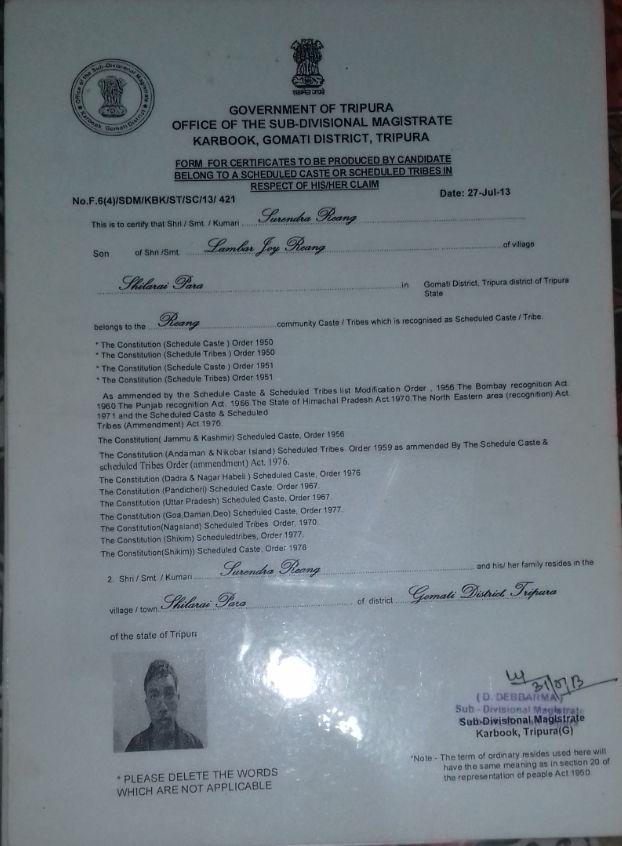 Office of the Sub-Divisional Magistrate
Karbook, Gomati District
सत्यमेव जयते
GOVERNMENT OF TRIPURA
OFFICE OF THE SUB-DIVISIONAL MAGISTRATE
KARBOOK, GOMATI DISTRICT, TRIPURA
FORM FOR CERTIFICATES TO BE PRODUCED BY CANDIDATE
BELONG TO A SCHEDULED CASTE OR SCHEDULED TRIBES IN
RESPECT OF HIS/HER CLAIM
No.F.6(4)/SDM/KBK/ST/SC/13/ 421
Date: 27-Jul-13
This is to certify that Shri / Smt. / Kumari Surendra Reang
Son of Shri /Smt. Lambar Joy Reang of village
Shilarai Para in Gomati District, Tripura district of Tripura
State
belongs to the Reang community Caste / Tribes which is recognised as Scheduled Caste / Tribe.
* The Constitution (Schedule Caste ) Order 1950
* The Constitution (Schedule Tribes ) Order 1950
* The Constitution (Schedule Caste ) Order 1951
* The Constitution (Schedule Tribes) Order 1951
As ammended by the Schedule Caste & Scheduled Tribes list Modification Order , 1956 The Bombay recognition Act.
1960 The Punjab recognition Act. 1966 The State of Himachal Pradesh Act.1970.The North Eastern area (recognition) Act.
1971 and the Scheduled Caste & Scheduled
Tribes (Ammendment) Act 1976.
The Constitution( Jammu & Kashmir) Scheduled Caste, Order 1956
The Constitution (Andaman & Nikobar Island) Scheduled Tribes Order 1959 as ammended By The Schedule Caste &
scheduled Tribes Order (ammendment) Act. 1976.
The Constitution (Dadra & Nagar Habeli ) Scheduled Caste, Order 1976
The Constitution (Pandicheri) Scheduled Caste. Order 1967.
The Constitution (Uttar Pradesh) Scheduled Caste, Order 1967.
The Constitution (Goa,Daman,Deo) Scheduled Caste, Order 1977.
The Constitution(Nagaland) Scheduled Tribes Order, 1970.
The Constitution (Shikim) Scheduledtribes, Order 1977.
The Constitution(Shikim)) Scheduled Caste, Order 1978
2. Shri / Smt. / Kumari Surendra Reang and his/ her family resides in the
village / town. Shilarai Para of district Gomati District, Tripura
of the state of Tripura
31/07/13
( D. DEBBARMA)
Sub - Divisional Magistrate
Sub-Divisional Magistrate
Karbook, Tripura(G)
* PLEASE DELETE THE WORDS
WHICH ARE NOT APPLICABLE
*Note - The term of ordinary resides used here will
have the same meaning as in section 20 of
the representation of people Act 1950.